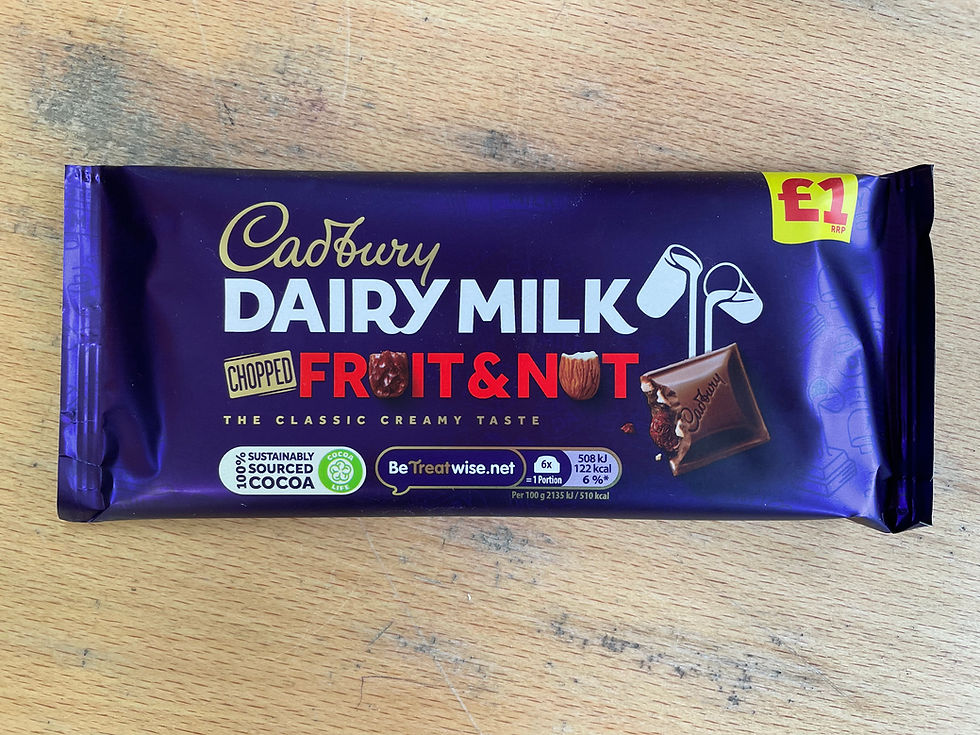 £1
RRP
Cadbury
DAIRY MILK
CHOPPED FRUIT & NUT
THE CLASSIC CREAMY TASTE
Cadbury
100% SUSTAINABLY
SOURCED
COCOA
COCOA
LIFE
BeTreatwise.net
6x
= 1 Portion
508 kJ
122 kcal
6 %*
Per 100 g 2135 kJ / 510 kcal